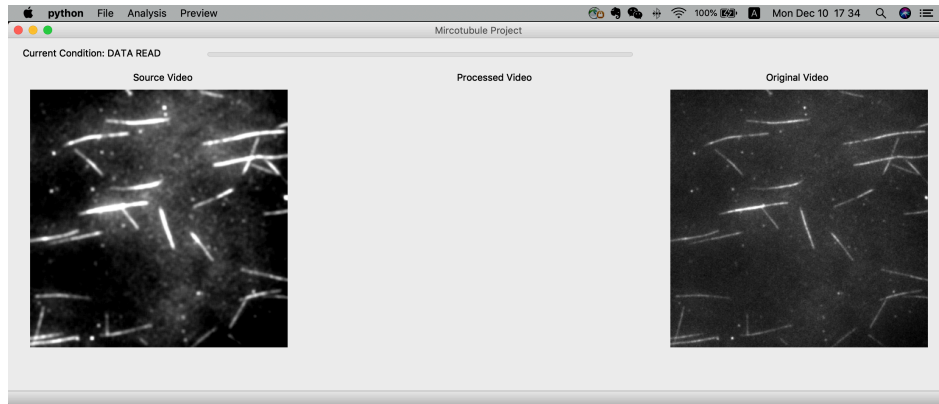 python File Analysis Preview 100% A Mon Dec 10 17 34
Mircotubule Project
Current Condition: DATA READ
Source Video Processed Video Original Video